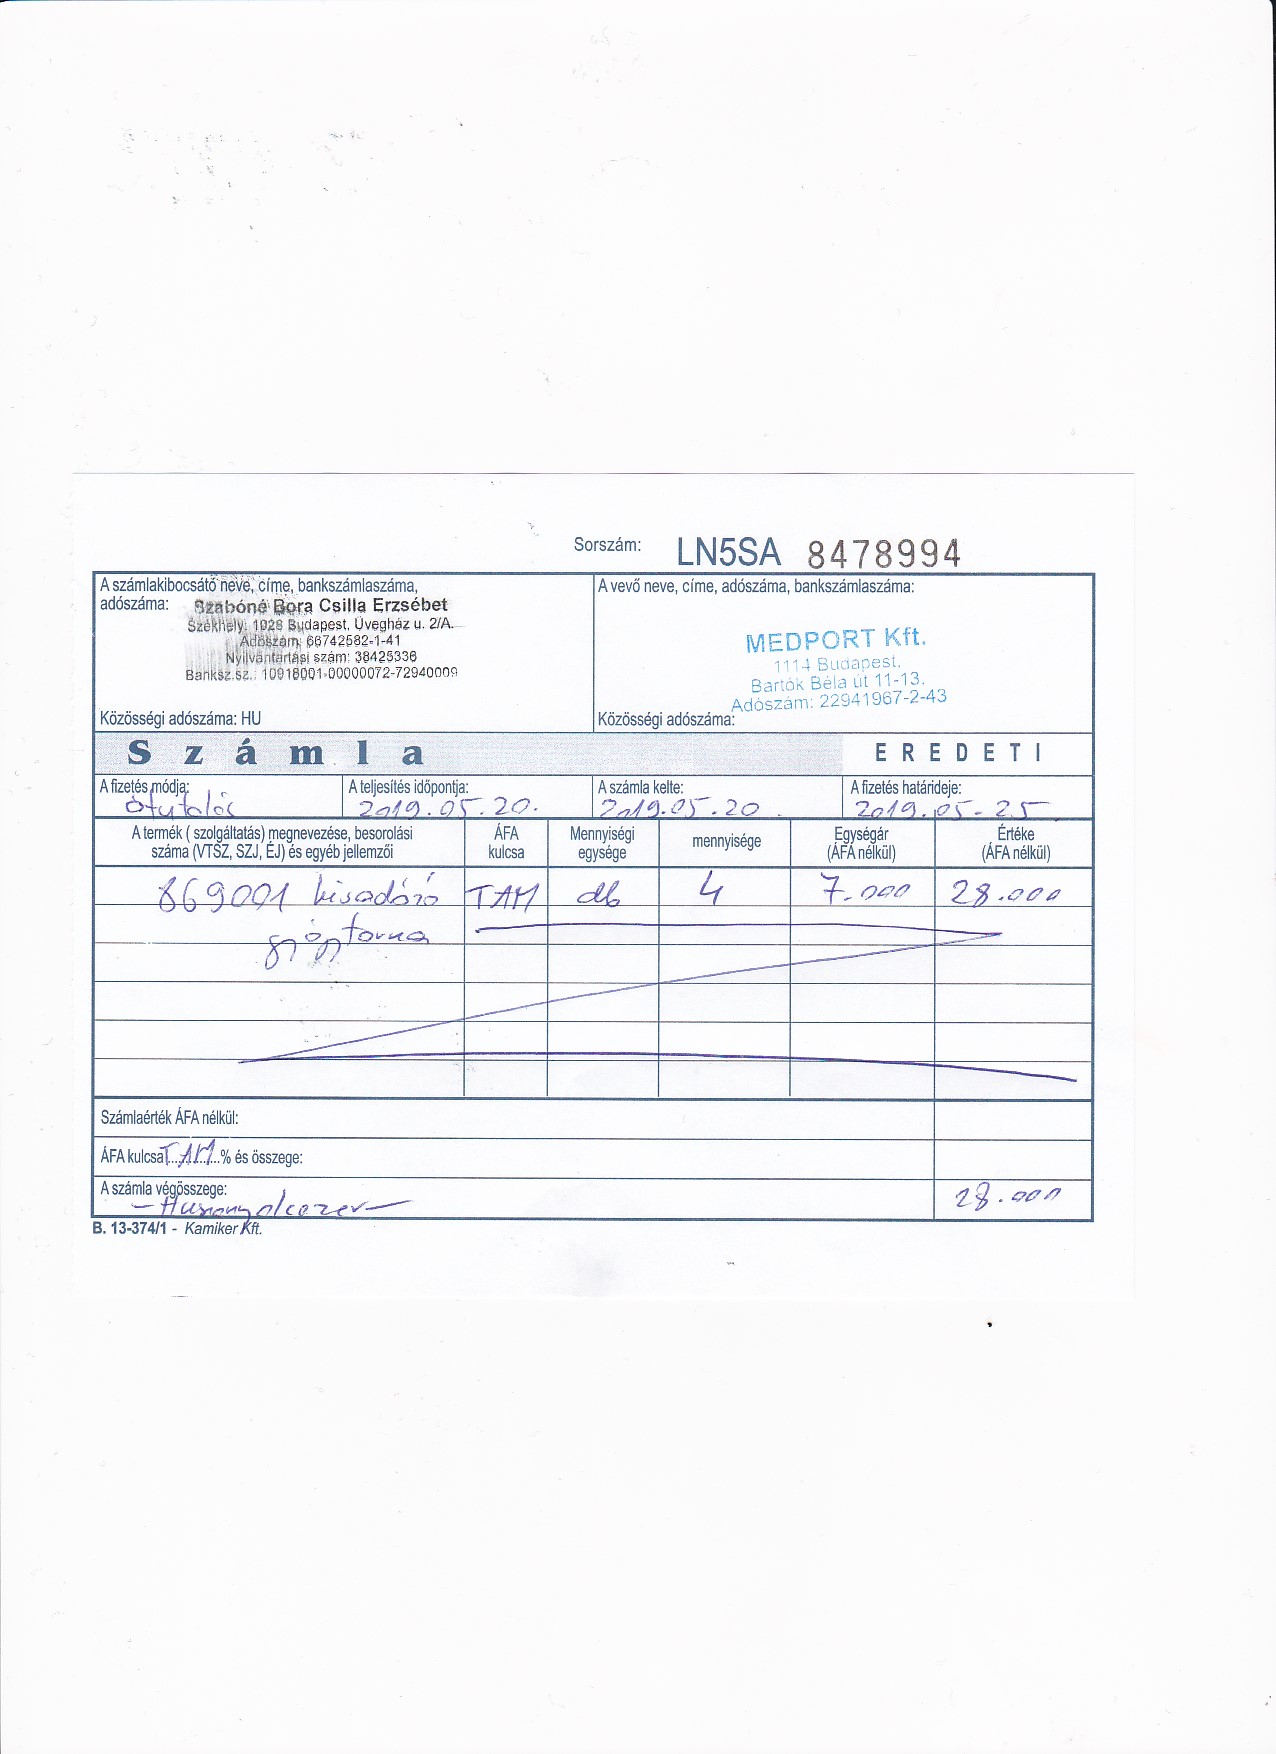 Sorszám: LN5SA 8478994
A számlakibocsátó neve, címe, bankszámlaszáma,
adószáma:
Szabóné Bora Csilla Erzsébet
Székhely: 1028 Budapest, Üvegház u. 2/A.
Adószám: 66742582-1-41
Nyilvántartási szám: 38425336
Banksz.sz.: 10918001-00000072-72940009
Közösségi adószáma: HU
A vevő neve, címe, adószáma, bankszámlaszáma:
MEDPORT Kft.
1114 Budapest,
Bartók Béla út 11-13.
Adószám: 22941967-2-43
Közösségi adószáma:
Számla EREDETI
A fizetés módja: A teljesítés időpontja: A számla kelte: A fizetés határideje:
Átutalás 2019.05.20. 2019.05.20. 2019.05-25
A termék ( szolgáltatás) megnevezése, besorolási ÁFA Mennyiségi mennyisége Egységár Értéke
száma (VTSZ, SZJ, ÉJ) és egyéb jellemzői kulcsa egysége (ÁFA nélkül) (ÁFA nélkül)
869001 kisadózó TAM db 4 7.000 28.000
gyógytorna
Számlaérték ÁFA nélkül:
ÁFA kulcsa TAM % és összege:
A számla végösszege:
-Huszonnyolcezer- 28.000
B. 13-374/1 - Kamiker Kft.